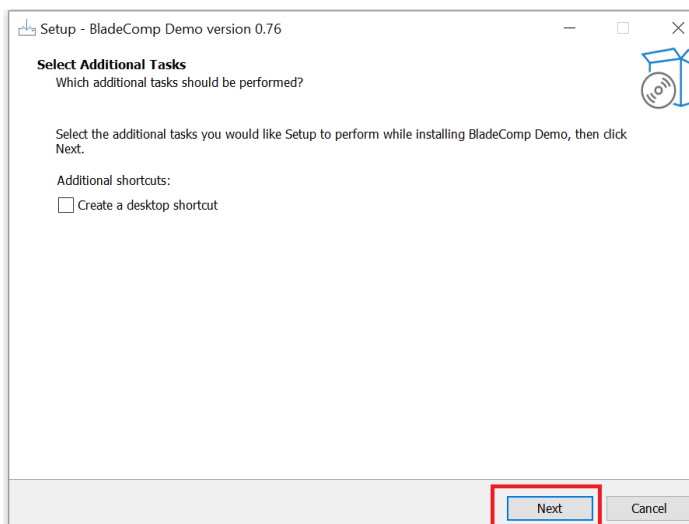 Setup - BladeComp Demo version 0.76
Select Additional Tasks
Which additional tasks should be performed?
Select the additional tasks you would like Setup to perform while installing BladeComp Demo, then click
Next.
Additional shortcuts:
Create a desktop shortcut
Next
Cancel